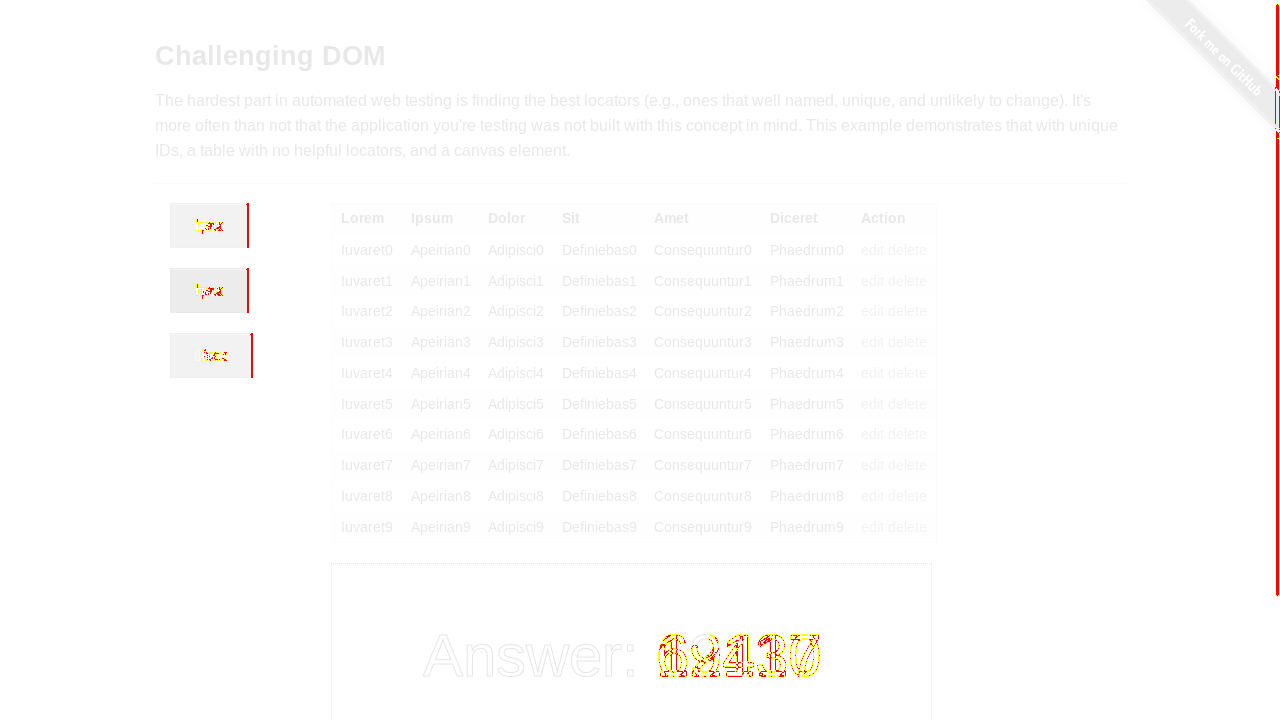 Fork me on GitHub
Challenging DOM
The hardest part in automated web testing is finding the best locators (e.g., ones that well named, unique, and unlikely to change). It's
more often than not that the application you're testing was not built with this concept in mind. This example demonstrates that with unique
IDs, a table with no helpful locators, and a canvas element.
Lorem Ipsum Dolor Sit Amet Diceret Action
Iuvaret0 Apeirian0 Adipisci0 Definiebas0 Consequuntur0 Phaedrum0 edit delete
Iuvaret1 Apeirian1 Adipisci1 Definiebas1 Consequuntur1 Phaedrum1 edit delete
Iuvaret2 Apeirian2 Adipisci2 Definiebas2 Consequuntur2 Phaedrum2 edit delete
Iuvaret3 Apeirian3 Adipisci3 Definiebas3 Consequuntur3 Phaedrum3 edit delete
Iuvaret4 Apeirian4 Adipisci4 Definiebas4 Consequuntur4 Phaedrum4 edit delete
Iuvaret5 Apeirian5 Adipisci5 Definiebas5 Consequuntur5 Phaedrum5 edit delete
Iuvaret6 Apeirian6 Adipisci6 Definiebas6 Consequuntur6 Phaedrum6 edit delete
Iuvaret7 Apeirian7 Adipisci7 Definiebas7 Consequuntur7 Phaedrum7 edit delete
Iuvaret8 Apeirian8 Adipisci8 Definiebas8 Consequuntur8 Phaedrum8 edit delete
Iuvaret9 Apeirian9 Adipisci9 Definiebas9 Consequuntur9 Phaedrum9 edit delete
Answer: